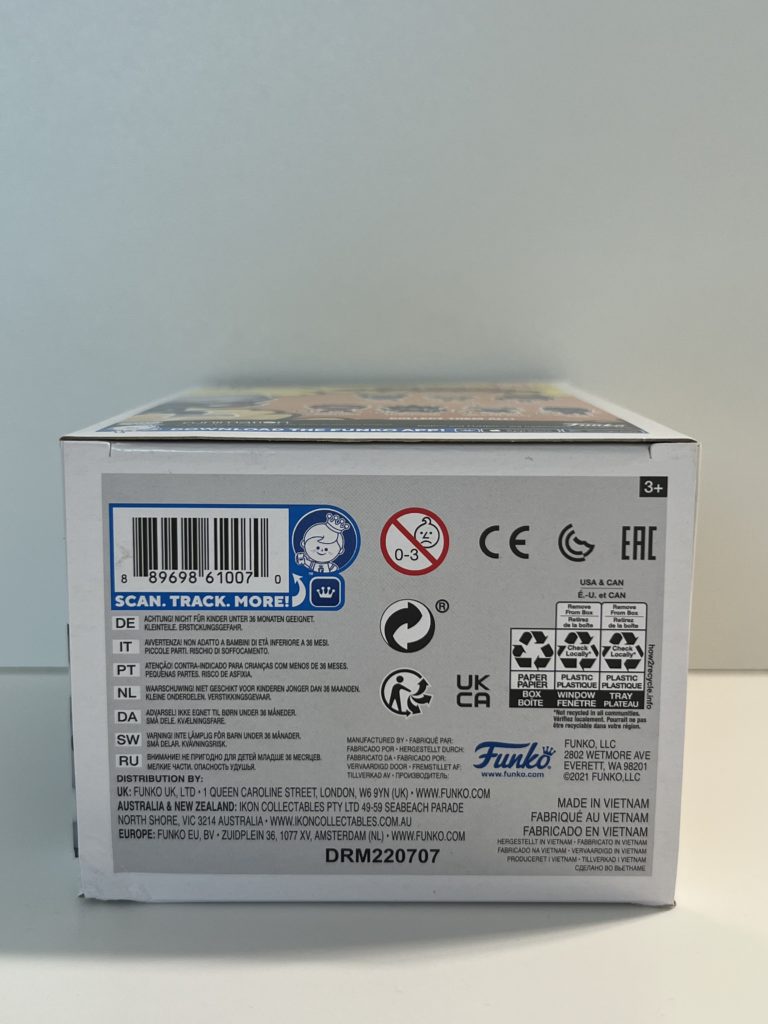 DOWNLOAD THE FUNKO APP!
Funko
3+
8 89698 61007 0
SCAN. TRACK. MORE!
0-3
CE
EAC
®
UK
CA
USA & CAN
É.-U. et CAN
Remove From Box
Retirez de la boîte
Remove From Box
Retirez de la boîte
Check Locally*
Check Locally*
PAPER
PAPIER
BOX
BOÎTE
PLASTIC
PLASTIQUE
WINDOW
FENÊTRE
PLASTIC
PLASTIQUE
TRAY
PLATEAU
how2recycle.info
*Not recycled in all communities.
Vérifiez localement. Pourrait ne pas
être recyclable dans votre région.
DE ACHTUNG! NICHT FÜR KINDER UNTER 36 MONATEN GEEIGNET.
KLEINTEILE. ERSTICKUNGSGEFAHR.
IT AVVERTENZA! NON ADATTO A BAMBINI DI ETÀ INFERIORE A 36 MESI.
PICCOLE PARTI. RISCHIO DI SOFFOCAMENTO.
PT ATENÇÃO! CONTRA-INDICADO PARA CRIANÇAS COM MENOS DE 36 MESES.
PEQUENAS PARTES. RISCO DE ASFIXIA.
NL WAARSCHUWING! NIET GESCHIKT VOOR KINDEREN JONGER DAN 36 MAANDEN.
KLEINE ONDERDELEN. VERSTIKKINGSGEVAAR.
DA ADVARSEL! IKKE EGNET TIL BØRN UNDER 36 MÅNEDER.
SMÅ DELE. KVÆLNINGSFARE.
SW VARNING! INTE LÄMPLIG FÖR BARN UNDER 36 MÅNADER.
SMÅ DELAR. KVÄVNINGSRISK.
RU ВНИМАНИЕ! НЕ ПРИГОДНО ДЛЯ ДЕТЕЙ МЛАДШЕ 36 МЕСЯЦЕВ.
МЕЛКИЕ ЧАСТИ. ОПАСНОСТЬ УДУШЬЯ.
MANUFACTURED BY • FABRIQUÉ PAR:
FABRICADO POR • HERGESTELLT DURCH:
FABBRICATO DA • FABRICADO POR:
VERVAARDIGD DOOR • FREMSTILLET AF:
TILLVERKAD AV • ПРОИЗВОДИТЕЛЬ:
Funko
www.funko.com
FUNKO, LLC
2802 WETMORE AVE
EVERETT, WA 98201
©2021 FUNKO,LLC
DISTRIBUTION BY:
UK: FUNKO UK, LTD • 1 QUEEN CAROLINE STREET, LONDON, W6 9YN (UK) • WWW.FUNKO.COM
AUSTRALIA & NEW ZEALAND: IKON COLLECTABLES PTY LTD 49-59 SEABEACH PARADE
NORTH SHORE, VIC 3214 AUSTRALIA • WWW.IKONCOLLECTABLES.COM.AU
EUROPE: FUNKO EU, BV • ZUIDPLEIN 36, 1077 XV, AMSTERDAM (NL) • WWW.FUNKO.COM
DRM220707
MADE IN VIETNAM
FABRIQUÉ AU VIETNAM
FABRICADO EN VIETNAM
HERGESTELLT IN VIETNAM • FABBRICATO IN VIETNAM
FABRICADO NA VIETNAM • VERVAARDIGD IN VIETNAM
PRODUCERET I VIETNAM • TILLVERKAD I VIETNAM
СДЕЛАНО ВО ВЬЕТНАМЕ